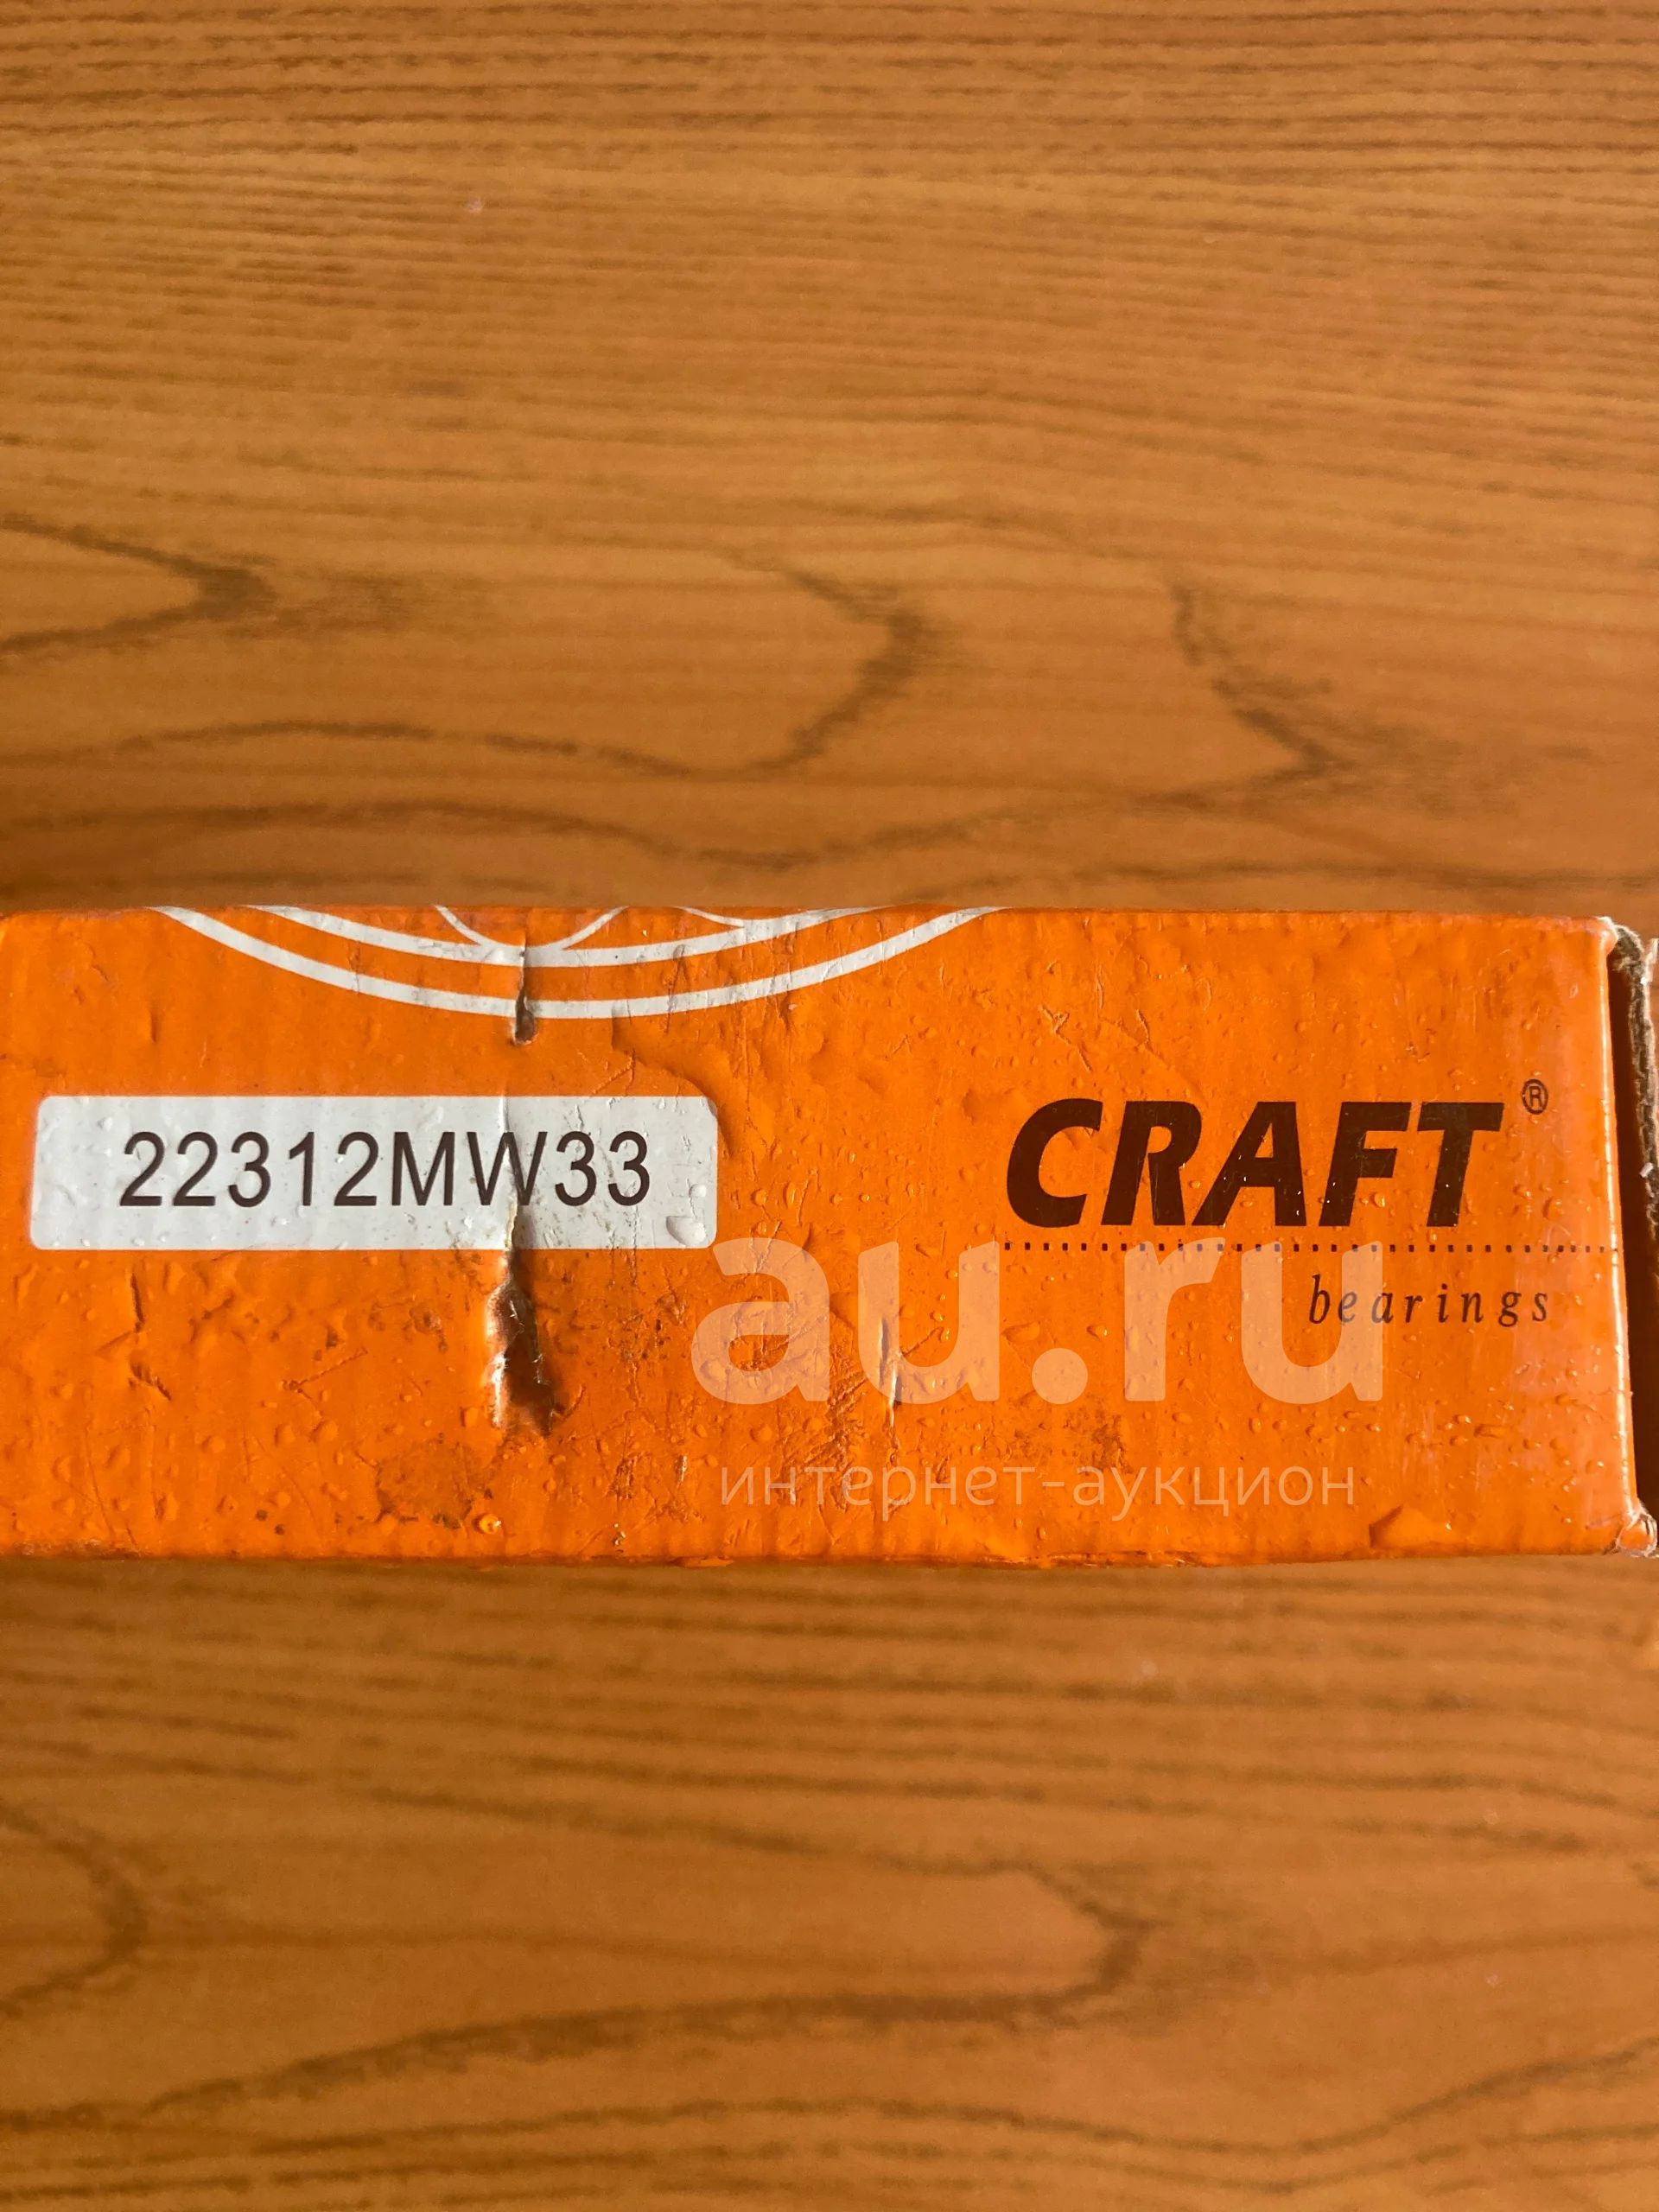 22312MW33
CRAFT®
bearings
au.ru
интернет-аукцион